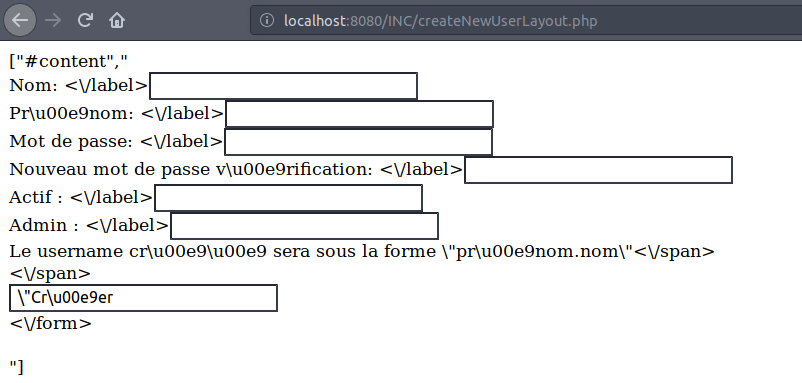 localhost:8080/INC/createNewUserLayout.php
["#content","
Nom: <\/label>
Pr\u00e9nom: <\/label>
Mot de passe: <\/label>
Nouveau mot de passe v\u00e9rification: <\/label>
Actif : <\/label>
Admin : <\/label>
Le username cr\u00e9\u00e9 sera sous la forme \"pr\u00e9nom.nom\"<\/span>
<\/span>
\"Cr\u00e9er
<\/form>
"]